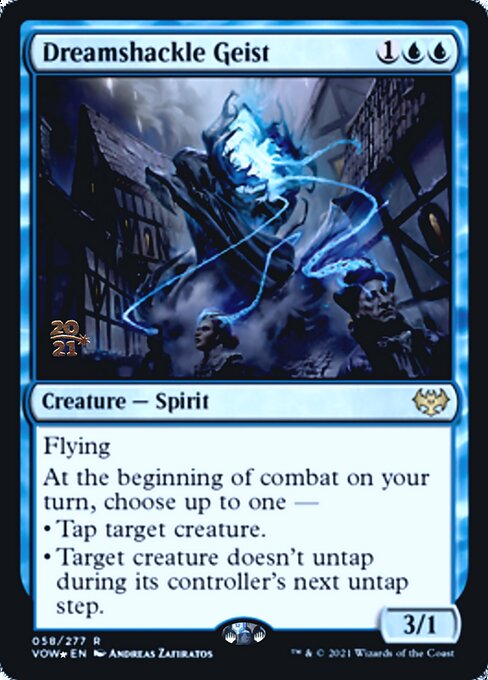 Dreamshackle Geist 1
20
21
Creature — Spirit
Flying
At the beginning of combat on your
turn, choose up to one —
• Tap target creature.
• Target creature doesn't untap
during its controller's next untap
step.
3/1
058/277 R
VOW★EN Andreas Zafiratos
™ & © 2021 Wizards of the Coast